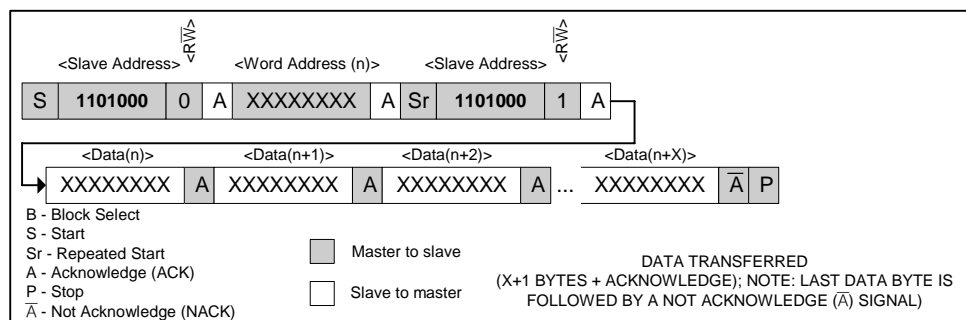 <RW̅> <RW̅>
<Slave Address> <Word Address (n)> <Slave Address>
S 1101000 0 A XXXXXXXX A Sr 1101000 1 A
<Data(n)> <Data(n+1)> <Data(n+2)> <Data(n+X)>
XXXXXXXX A XXXXXXXX A XXXXXXXX A ... XXXXXXXX A̅ P
B - Block Select
S - Start
Sr - Repeated Start
A - Acknowledge (ACK)
P - Stop
A̅ - Not Acknowledge (NACK)
Master to slave
Slave to master
DATA TRANSFERRED
(X+1 BYTES + ACKNOWLEDGE); NOTE: LAST DATA BYTE IS
FOLLOWED BY A NOT ACKNOWLEDGE (A̅) SIGNAL)